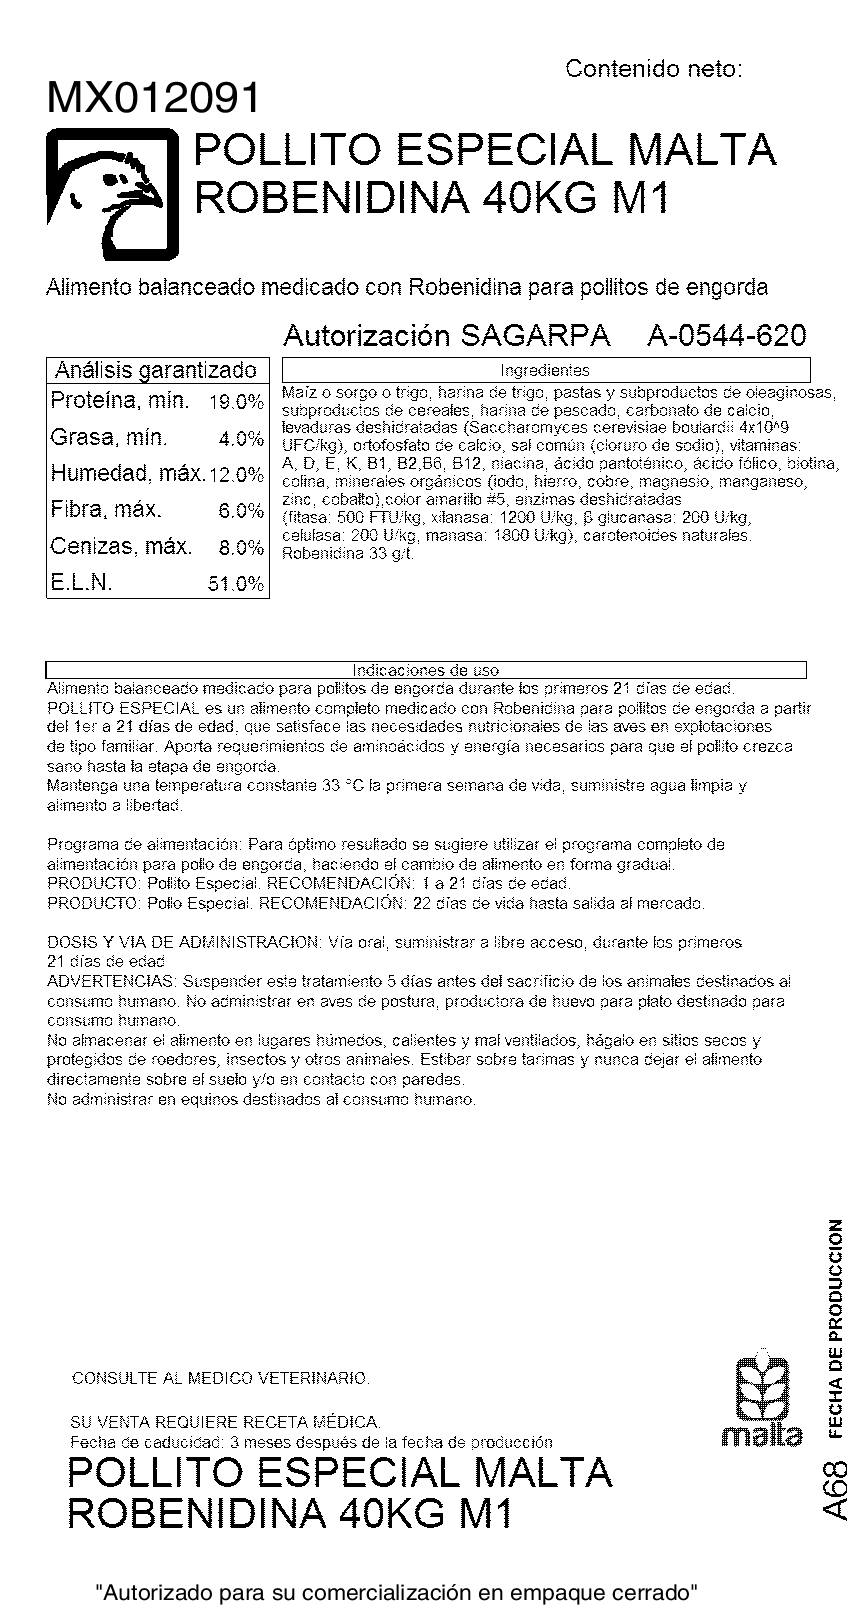 Contenido neto:
MX012091
POLLITO ESPECIAL MALTA
ROBENIDINA 40KG M1
Alimento balanceado medicado con Robenidina para pollitos de engorda
Autorización SAGARPA A-0544-620
Análisis garantizado
Proteína, mín. 19.0%
Grasa, mín. 4.0%
Humedad, máx. 12.0%
Fibra, máx. 6.0%
Cenizas, máx. 8.0%
E.L.N. 51.0%
Ingredientes
Maíz o sorgo o trigo, harina de trigo, pastas y subproductos de oleaginosas,
subproductos de cereales, harina de pescado, carbonato de calcio,
levaduras deshidratadas (Saccharomyces cerevisiae boulardii 4x10^9
UFC/kg), ortofosfato de calcio, sal común (cloruro de sodio), vitaminas:
A, D, E, K, B1, B2,B6, B12, niacina, ácido pantoténico, ácido fólico, biotina,
colina, minerales orgánicos (iodo, hierro, cobre, magnesio, manganeso,
zinc, cobalto),color amarillo #5, enzimas deshidratadas
(fitasa: 500 FTU/kg, xilanasa: 1200 U/kg, β glucanasa: 200 U/kg,
celulasa: 200 U/kg, manasa: 1800 U/kg), carotenoides naturales.
Robenidina 33 g/t.
Indicaciones de uso
Alimento balanceado medicado para pollitos de engorda durante los primeros 21 días de edad.
POLLITO ESPECIAL es un alimento completo medicado con Robenidina para pollitos de engorda a partir
del 1er a 21 días de edad, que satisface las necesidades nutricionales de las aves en explotaciones
de tipo familiar. Aporta requerimientos de aminoácidos y energía necesarios para que el pollito crezca
sano hasta la etapa de engorda.
Mantenga una temperatura constante 33 °C la primera semana de vida, suministre agua limpia y
alimento a libertad.
Programa de alimentación: Para óptimo resultado se sugiere utilizar el programa completo de
alimentación para pollo de engorda, haciendo el cambio de alimento en forma gradual.
PRODUCTO: Pollito Especial. RECOMENDACIÓN: 1 a 21 días de edad.
PRODUCTO: Pollo Especial. RECOMENDACIÓN: 22 días de vida hasta salida al mercado.
DOSIS Y VIA DE ADMINISTRACION: Vía oral, suministrar a libre acceso, durante los primeros
21 días de edad
ADVERTENCIAS: Suspender este tratamiento 5 días antes del sacrificio de los animales destinados al
consumo humano. No administrar en aves de postura, productora de huevo para plato destinado para
consumo humano.
No almacenar el alimento en lugares húmedos, calientes y mal ventilados, hágalo en sitios secos y
protegidos de roedores, insectos y otros animales. Estibar sobre tarimas y nunca dejar el alimento
directamente sobre el suelo y/o en contacto con paredes.
No administrar en equinos destinados al consumo humano.
FECHA DE PRODUCCION
A68
malta
CONSULTE AL MEDICO VETERINARIO.
SU VENTA REQUIERE RECETA MÉDICA.
Fecha de caducidad: 3 meses después de la fecha de producción
POLLITO ESPECIAL MALTA
ROBENIDINA 40KG M1
"Autorizado para su comercialización en empaque cerrado"